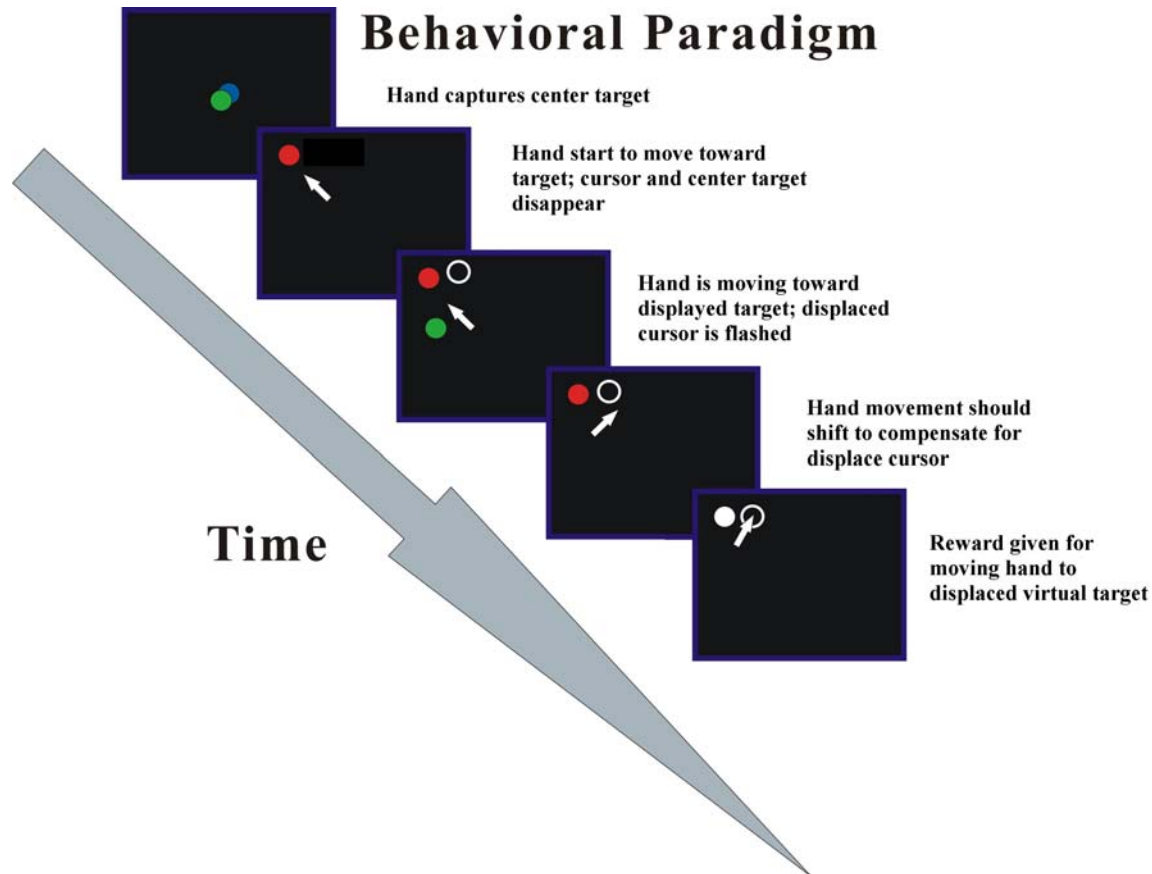 Behavioral Paradigm
Hand captures center target
Hand start to move toward
target; cursor and center target
disappear
Hand is moving toward
displayed target; displaced
cursor is flashed
Hand movement should
shift to compensate for
displace cursor
Time
Reward given for
moving hand to
displaced virtual target